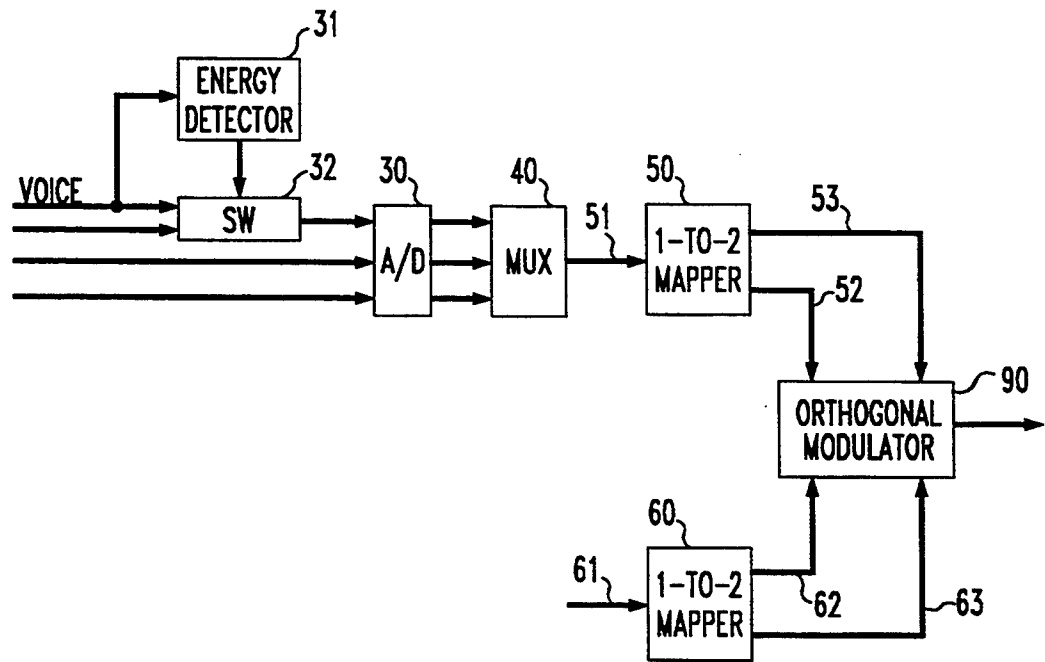 31
ENERGY
DETECTOR
32
VOICE
SW
30
A/D
40
MUX
51
50
1-TO-2
MAPPER
53
52
90
ORTHOGONAL
MODULATOR
60
61
1-TO-2
MAPPER
62
63